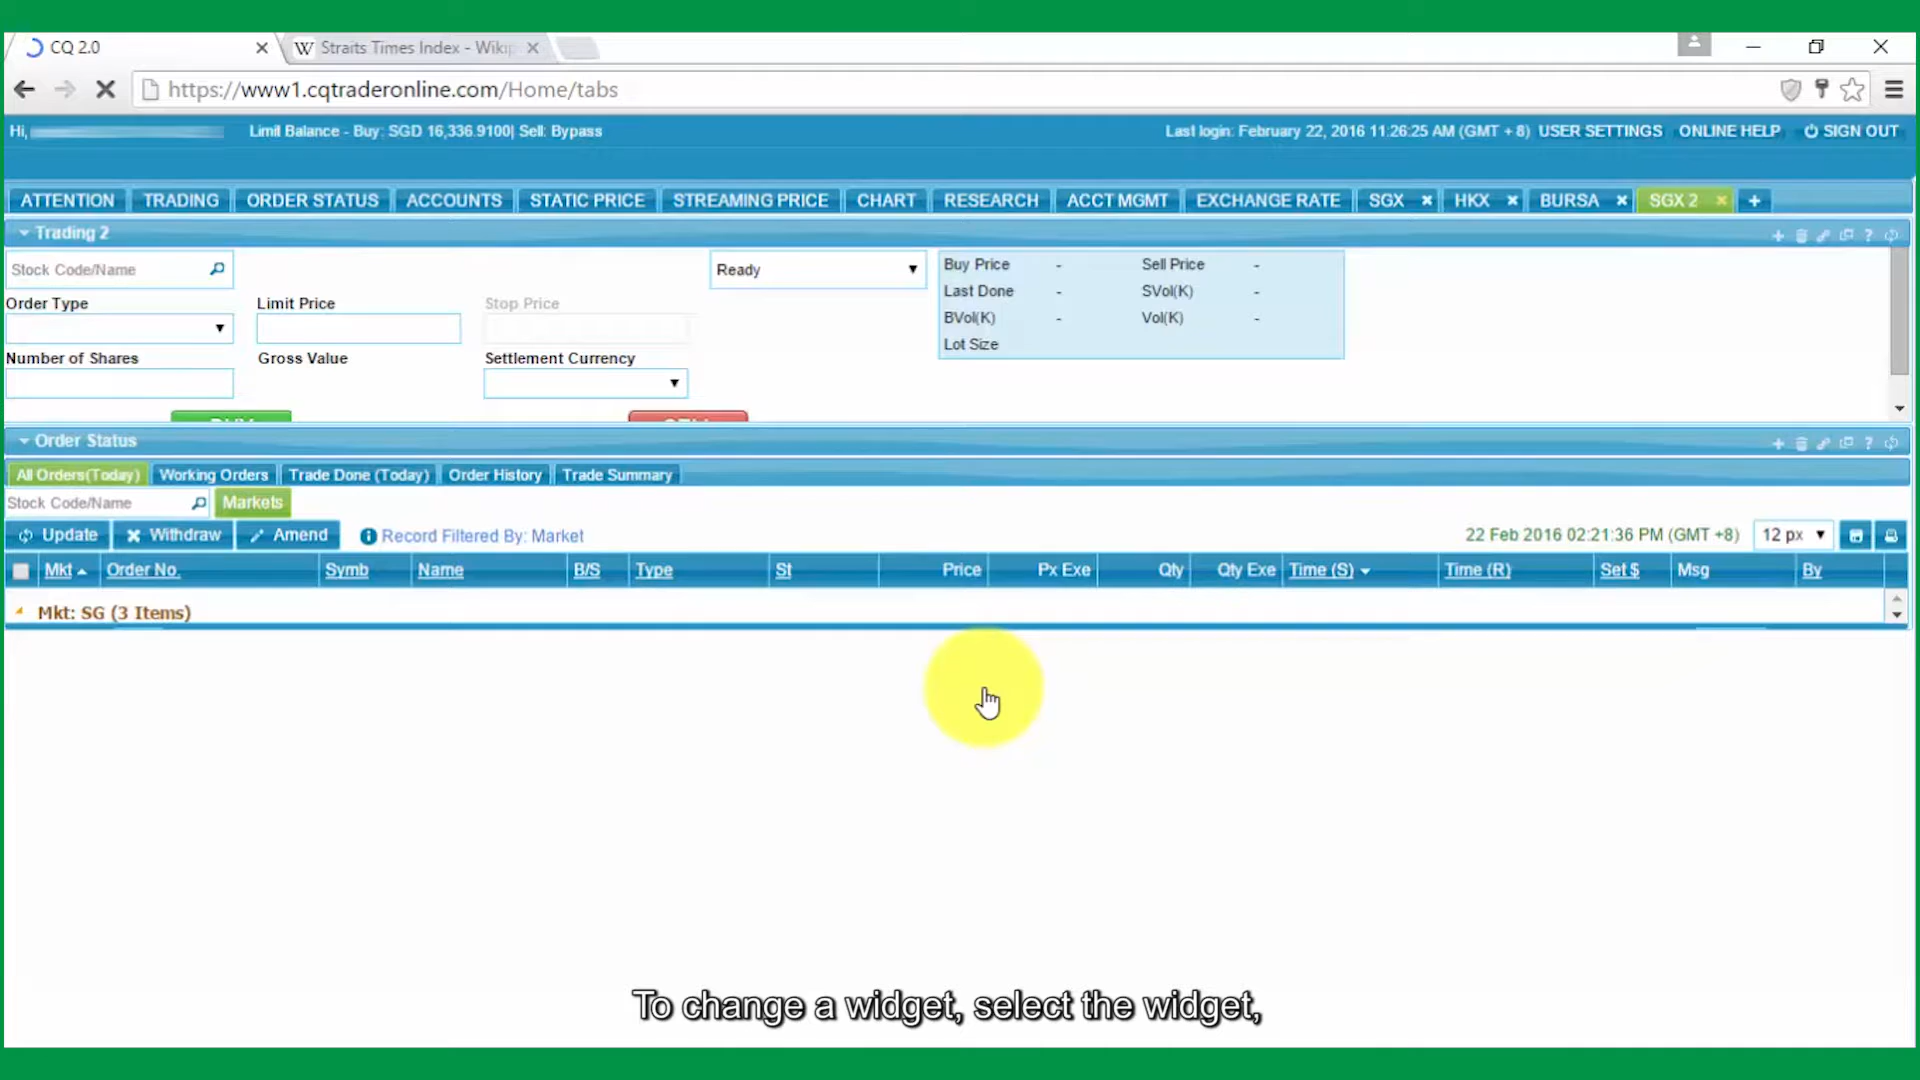 CQ 2.0
W Straits Times Index - Wikip
https://www1.cqtraderonline.com/Home/tabs
Hi,
Limit Balance - Buy: SGD 16,336.9100| Sell: Bypass
Last login: February 22, 2016 11:26:25 AM (GMT + 8) USER SETTINGS ONLINE HELP SIGN OUT
ATTENTION TRADING ORDER STATUS ACCOUNTS STATIC PRICE STREAMING PRICE CHART RESEARCH ACCT MGMT EXCHANGE RATE SGX HKX BURSA SGX 2 +
Trading 2
Stock Code/Name
Ready
Buy Price - Sell Price -
Last Done - SVol(K) -
BVol(K) - Vol(K) -
Lot Size
Order Type Limit Price Stop Price
Number of Shares Gross Value Settlement Currency
Order Status
All Orders(Today) Working Orders Trade Done (Today) Order History Trade Summary
Stock Code/Name Markets
Update Withdraw Amend Record Filtered By: Market 22 Feb 2016 02:21:36 PM (GMT +8) 12 px
Mkt Order No. Symb Name B/S Type St Price Px Exe Qty Qty Exe Time (S) Time (R) Set $ Msg By
Mkt: SG (3 Items)
To change a widget, select the widget,